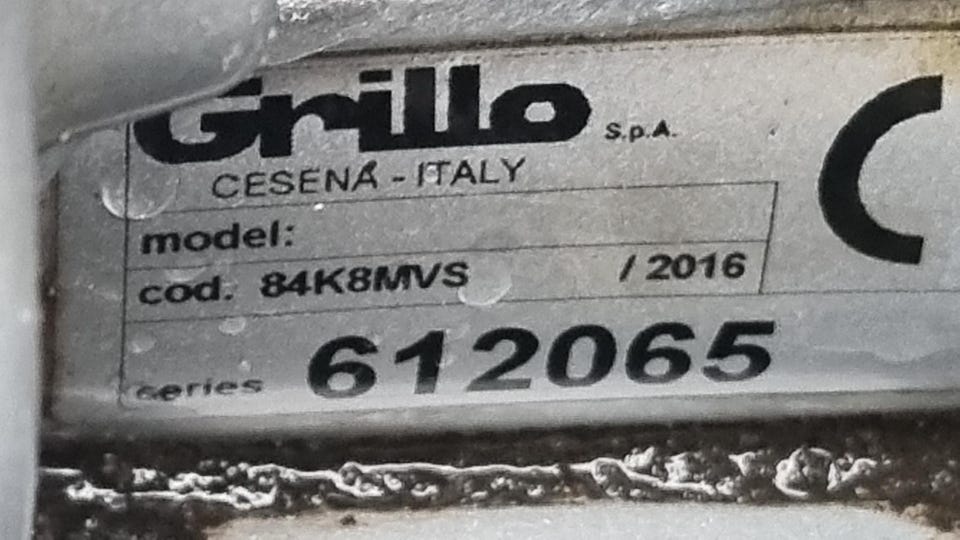 Grillo S.p.A.
CESENA - ITALY
model:
cod. 84K8MVS / 2016
series 612065
C